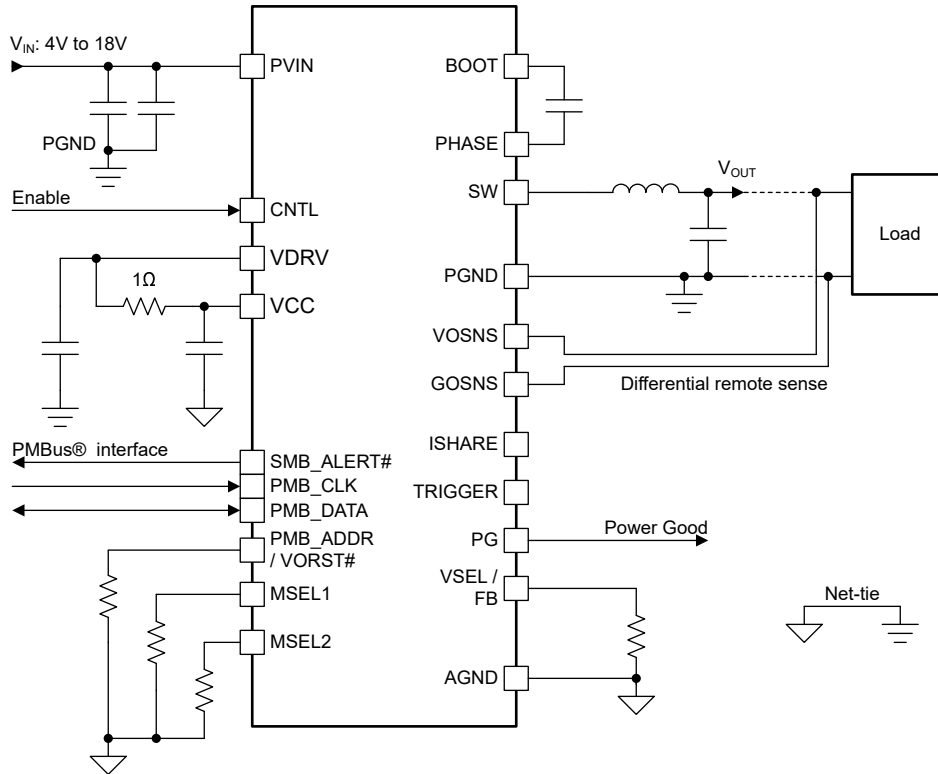 V_IN: 4V to 18V
PVIN
PGND
Enable
CNTL
VDRV
1Ω
VCC
PMBus® interface
SMB_ALERT#
PMB_CLK
PMB_DATA
PMB_ADDR
/ VORST#
MSEL1
MSEL2
BOOT
PHASE
SW
V_OUT
Load
PGND
VOSNS
GOSNS
Differential remote sense
ISHARE
TRIGGER
PG
Power Good
VSEL /
FB
Net-tie
AGND